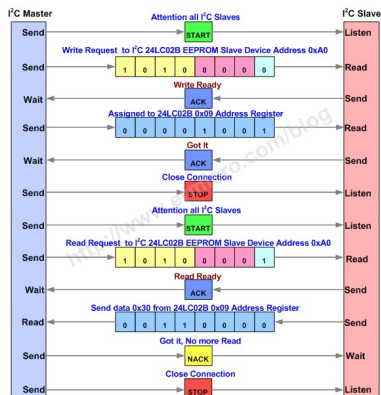 I²C Master I²C Slave
Attention all I²C Slaves
Send START Listen
Write Request to I²C 24LC02B EEPROM Slave Device Address 0xA0
Send 1 0 1 0 0 0 0 0 Read
Write Ready
Wait ACK Send
Assigned to 24LC02B 0x09 Address Register
Send 0 0 0 0 1 0 0 1 Read
Got It
Wait ACK Send
Close Connection
Send STOP Listen
Attention all I²C Slaves
Send START Listen
Read Request to I²C 24LC02B EEPROM Slave Device Address 0xA0
Send 1 0 1 0 0 0 0 1 Read
Read Ready
Wait ACK Send
Send data 0x30 from 24LC02B 0x09 Address Register
Read 0 0 1 1 0 0 0 0 Send
Got it, No more Read
Send NACK Wait
Close Connection
Send STOP Listen